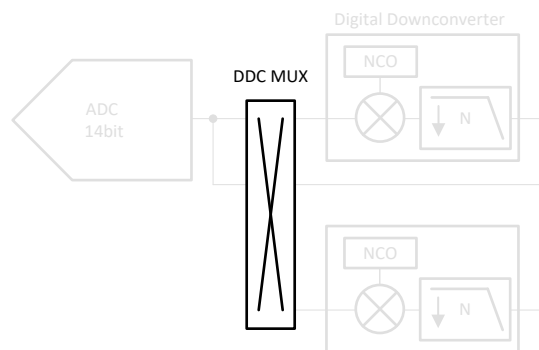 Digital Downconverter
NCO
DDC MUX
ADC
14bit
N
NCO
N